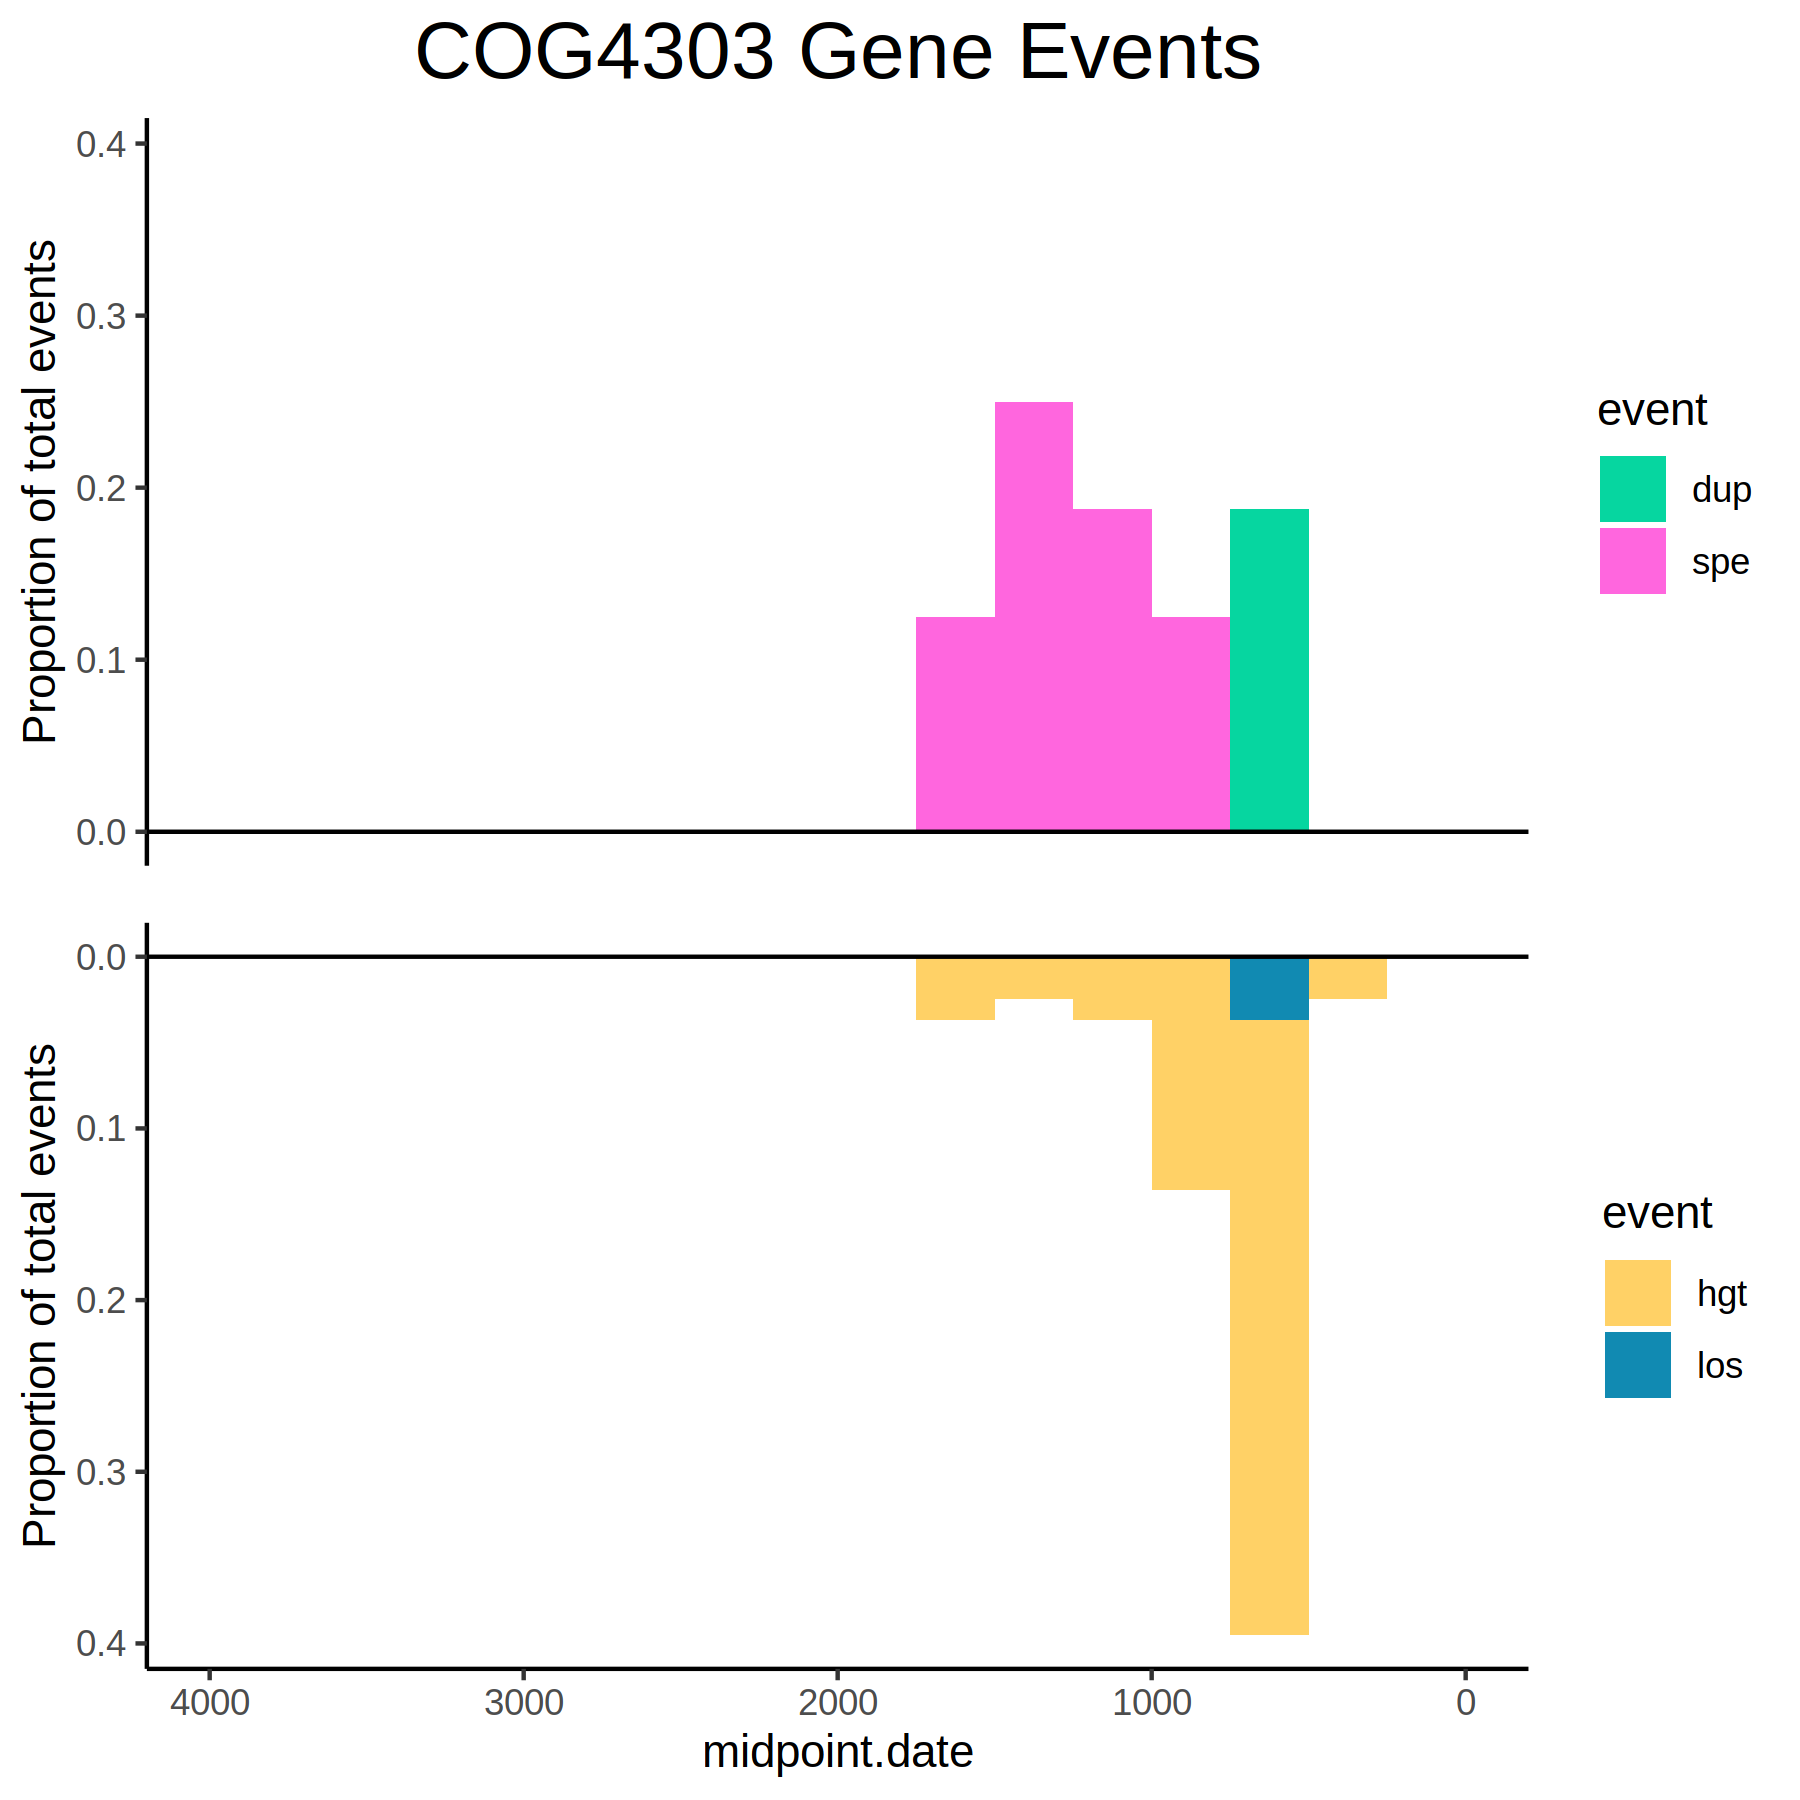 COG4303 Gene Events
Proportion of total events
0.4
0.3
0.2
0.1
0.0
event
dup
spe
Proportion of total events
0.0
0.1
0.2
0.3
0.4
event
hgt
los
4000 3000 2000 1000 0
midpoint.date